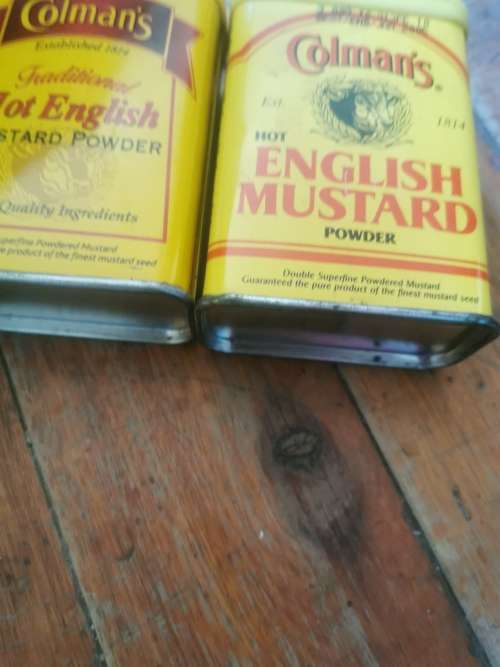 Colman's
Established 1814
Traditional
Hot English
STARD POWDER
Quality Ingredients
perfine Powdered Mustard
e product of the finest mustard seed
Colman's
Est. 1814
HOT
ENGLISH
MUSTARD
POWDER
Double Superfine Powdered Mustard
Guaranteed the pure product of the finest mustard seed